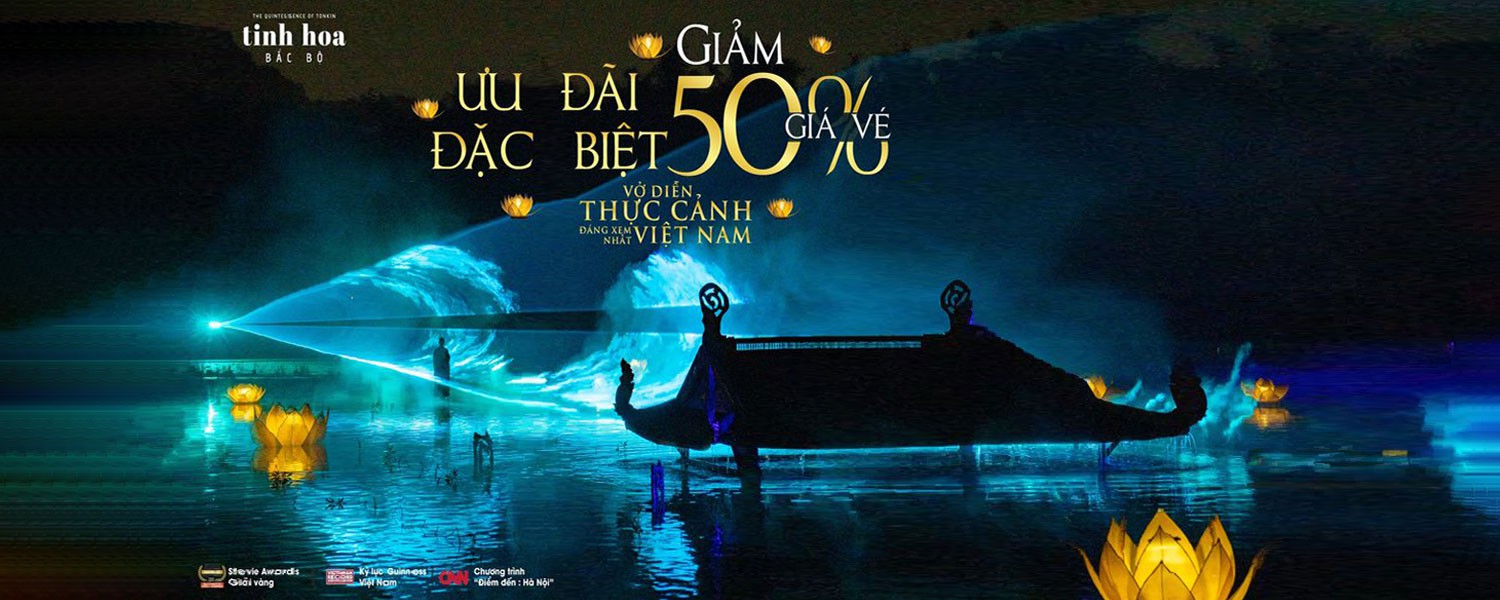 THE QUINTESSENCE OF TONKIN
tinh hoa
BẮC BỘ
GIẢM
ƯU ĐÃI
ĐẶC BIỆT
50%
GIÁ VÉ
VỞ DIỄN
THỰC CẢNH
ĐÁNG XEM
NHẤT
VIỆT NAM
Stevie Awards
Giải vàng
Kỷ lục Guinness
Việt Nam
CNN
Chương trình
"Điểm đến : Hà Nội"